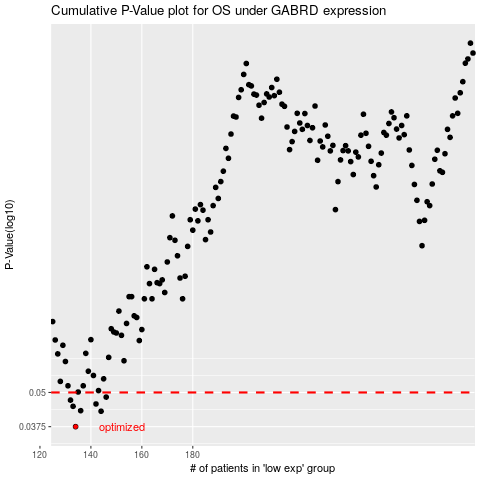 Cumulative P-Value plot for OS under GABRD expression
P-Value(log10)
0.05
0.0375
optimized
120 140 160 180
# of patients in 'low exp' group